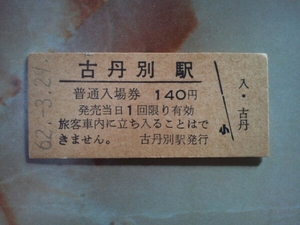 古丹別駅
普通入場券 140円
発売当日1回限り有効
旅客車内に立ち入ることはで
きません。 古丹別駅発行
入・古丹
小
62.-3.24